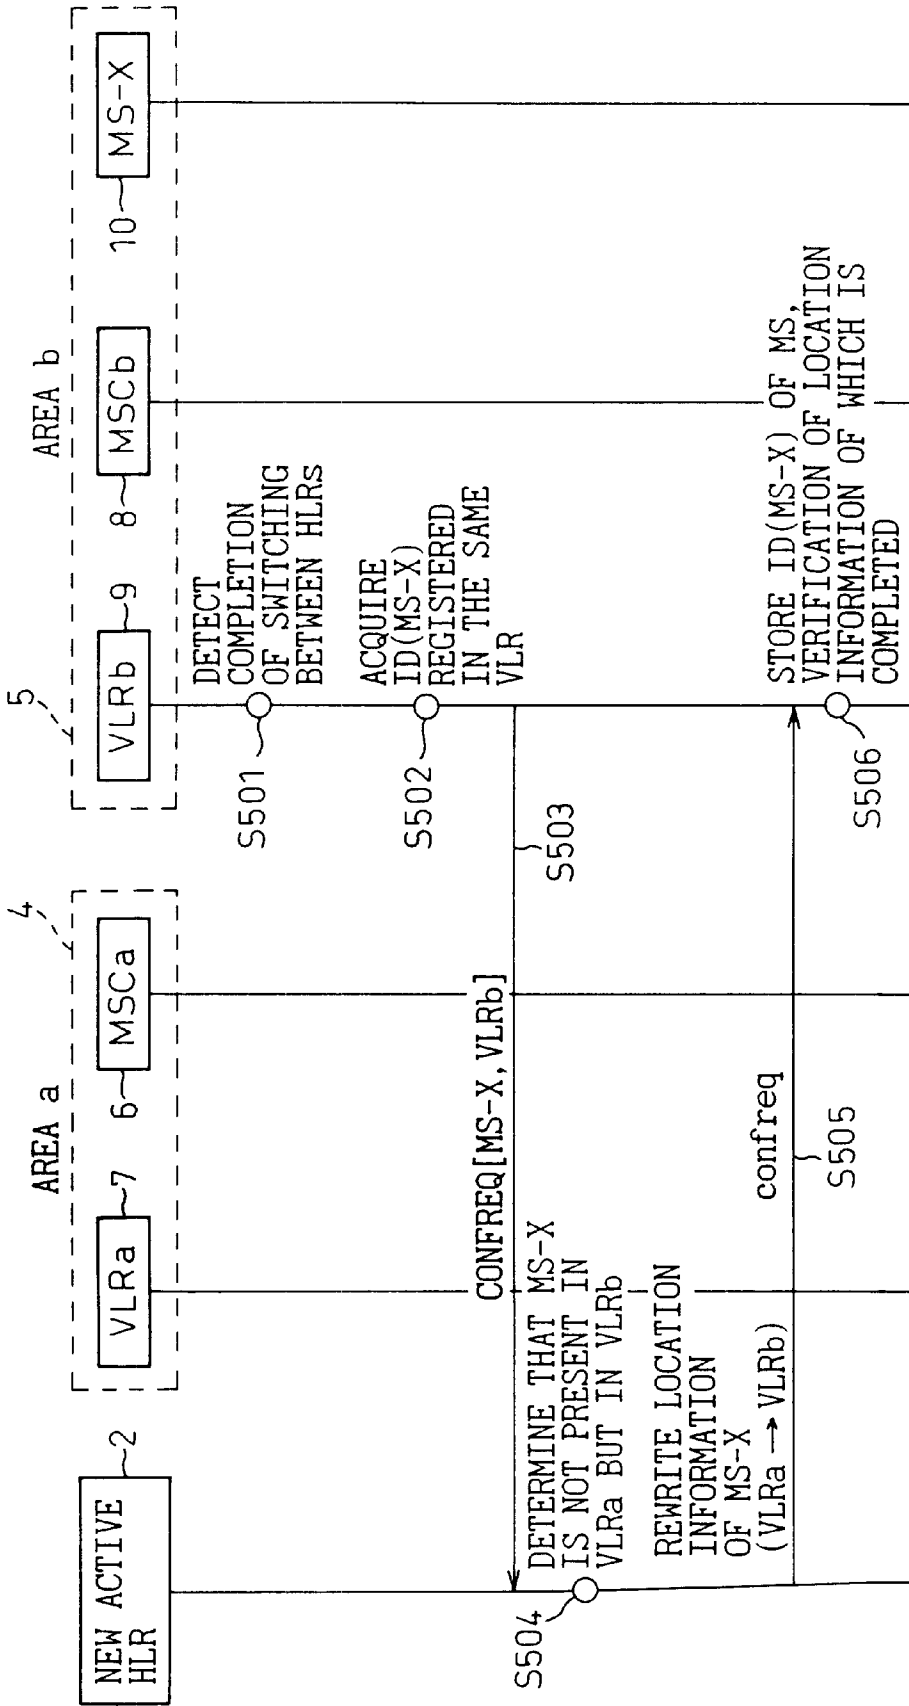 NEW ACTIVE
HLR
2
AREA a
4
VLRa
7
6
MSCa
AREA b
5
VLRb
9
8
MSCb
10
MS-X
DETECT
COMPLETION
OF SWITCHING
BETWEEN HLRs
S501
ACQUIRE
ID(MS-X)
REGISTERED
IN THE SAME
VLR
S502
CONFREQ[MS-X,VLRb]
S503
DETERMINE THAT MS-X
IS NOT PRESENT IN
VLRa BUT IN VLRb
S504
REWRITE LOCATION
INFORMATION
OF MS-X
(VLRa → VLRb)
confreq
S505
STORE ID(MS-X) OF MS,
VERIFICATION OF LOCATION
INFORMATION OF WHICH IS
COMPLETED
S506